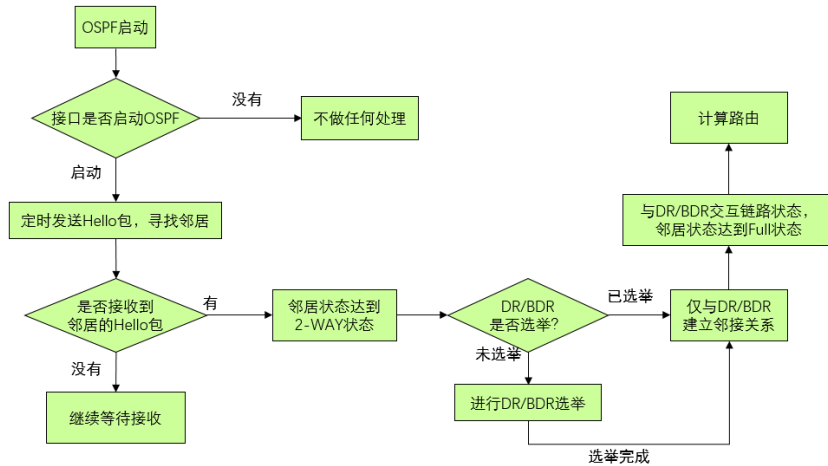 OSPF启动
接口是否启动OSPF
没有
不做任何处理
计算路由
启动
定时发送Hello包，寻找邻居
与DR/BDR交互链路状态，
邻居状态达到Full状态
是否接收到
邻居的Hello包
有
邻居状态达到
2-WAY状态
DR/BDR
是否选举?
已选举
仅与DR/BDR
建立邻接关系
没有
未选举
继续等待接收
进行DR/BDR选举
选举完成